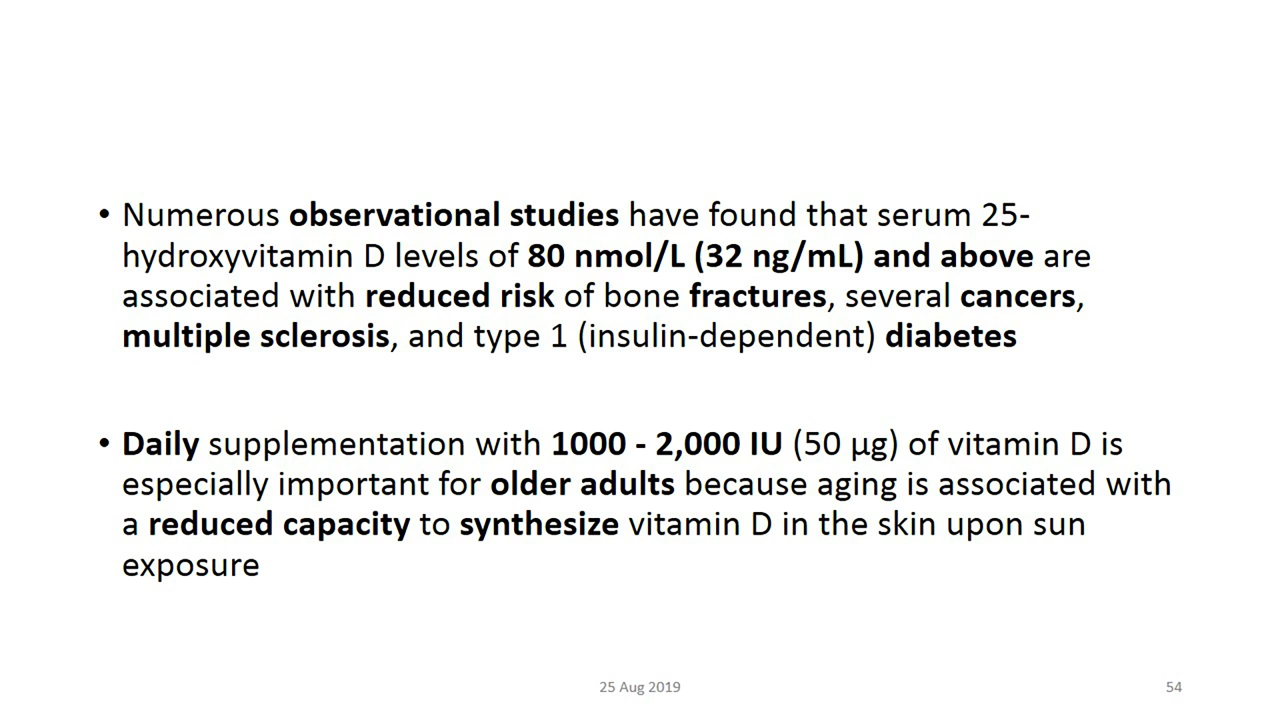 • Numerous observational studies have found that serum 25-
hydroxyvitamin D levels of 80 nmol/L (32 ng/mL) and above are
associated with reduced risk of bone fractures, several cancers,
multiple sclerosis, and type 1 (insulin-dependent) diabetes
• Daily supplementation with 1000 - 2,000 IU (50 µg) of vitamin D is
especially important for older adults because aging is associated with
a reduced capacity to synthesize vitamin D in the skin upon sun
exposure
25 Aug 2019
54